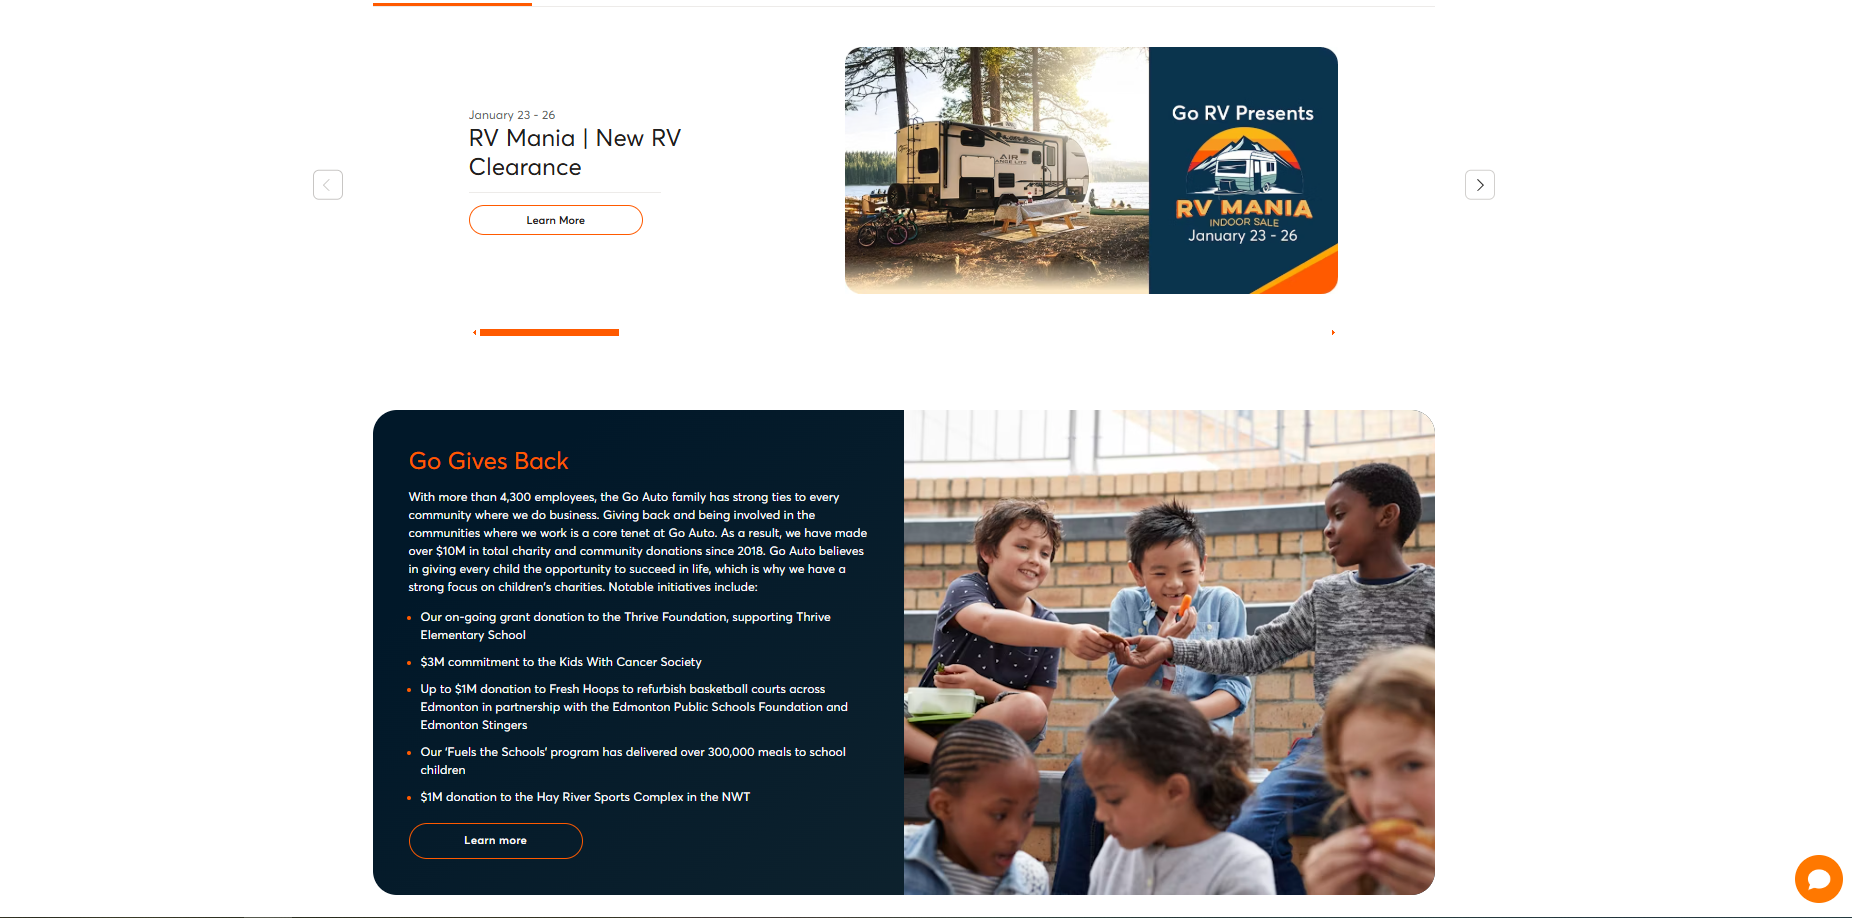 January 23 - 26
RV Mania | New RV
Clearance
Learn More
AIR
Go RV Presents
RV MANIA
INDOOR SALE
January 23 - 26
Go Gives Back
With more than 4,300 employees, the Go Auto family has strong ties to every
community where we do business. Giving back and being involved in the
communities where we work is a core tenet at Go Auto. As a result, we have made
over $10M in total charity and community donations since 2018. Go Auto believes
in giving every child the opportunity to succeed in life, which is why we have a
strong focus on children's charities. Notable initiatives include:
Our on-going grant donation to the Thrive Foundation, supporting Thrive
Elementary School
$3M commitment to the Kids With Cancer Society
Up to $1M donation to Fresh Hoops to refurbish basketball courts across
Edmonton in partnership with the Edmonton Public Schools Foundation and
Edmonton Stingers
Our 'Fuels the Schools' program has delivered over 300,000 meals to school
children
$1M donation to the Hay River Sports Complex in the NWT
Learn more